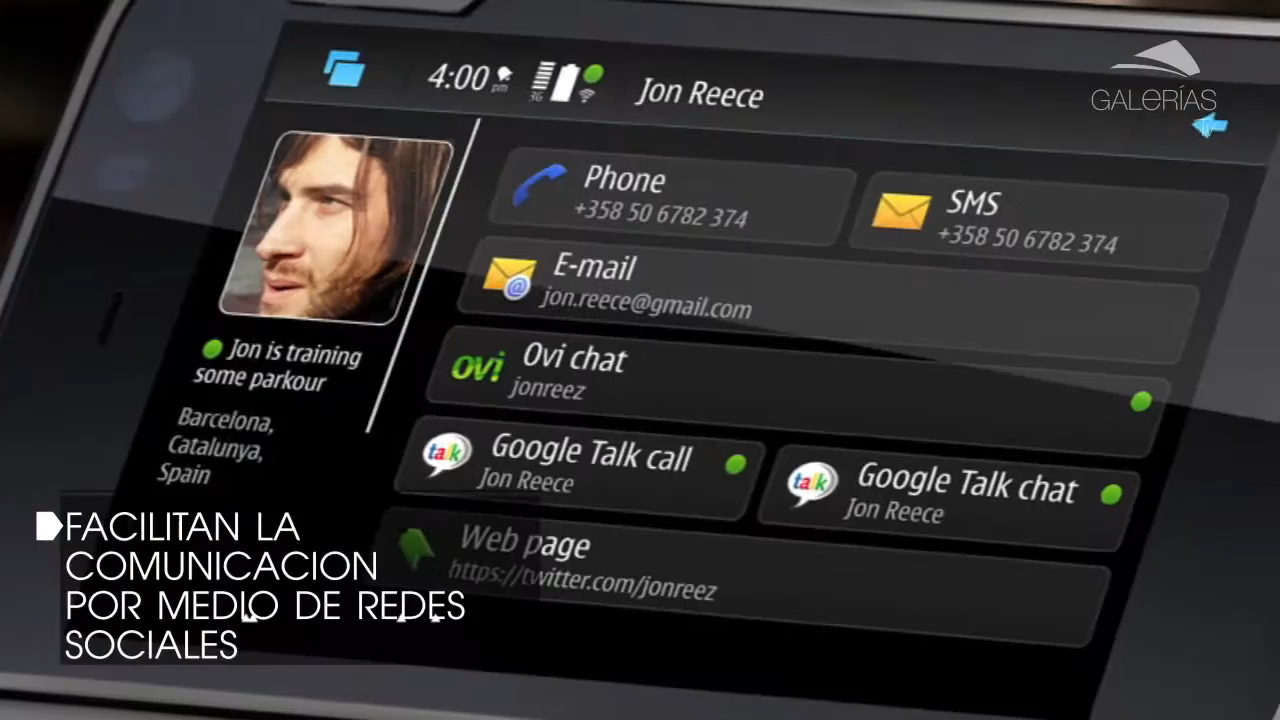 4:00 pm
3G
Jon Reece
GALERÍAS
Phone
+358 50 6782 374
SMS
+358 50 6782 374
E-mail
jon.reece@gmail.com
ovi
Ovi chat
jonreez
Jon is training
some parkour
Barcelona,
Catalunya,
Spain
talk
Google Talk call
Jon Reece
talk
Google Talk chat
Jon Reece
Web page
https://twitter.com/jonreez
FACILITAN LA
COMUNICACION
POR MEDIO DE REDES
SOCIALES